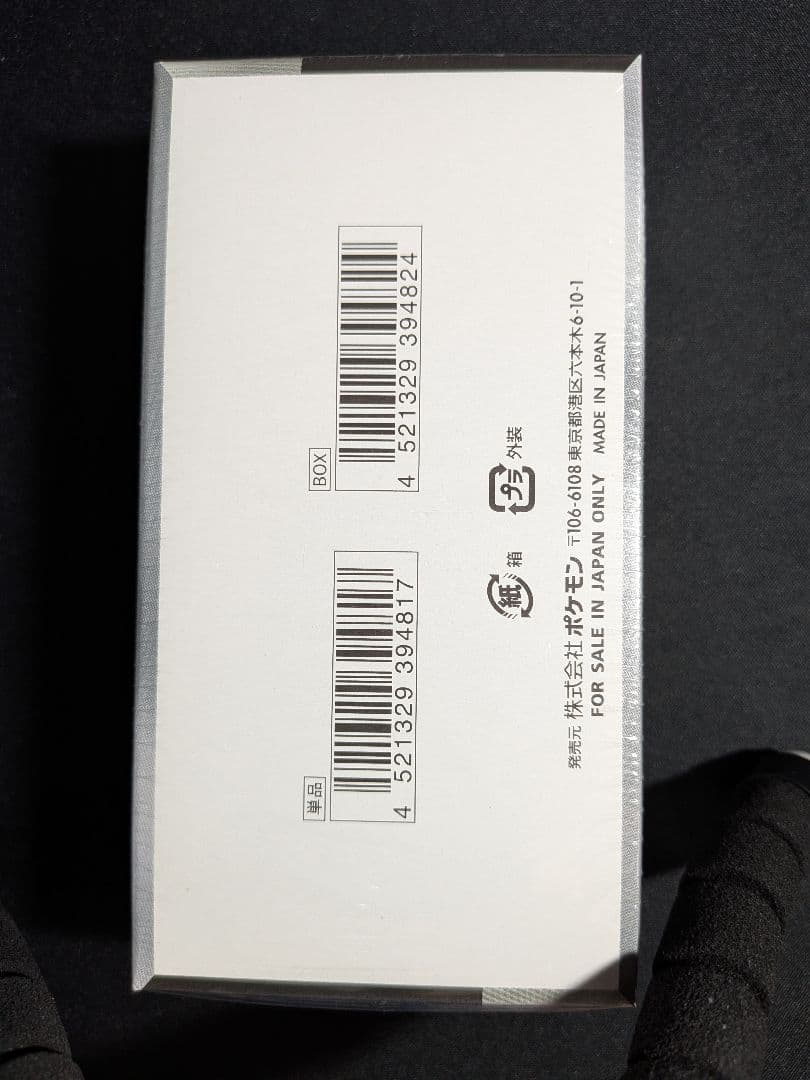 単品
4 521329 394817
BOX
4 521329 394824
紙 箱
プラ 外装
発売元 株式会社 ポケモン 〒106-6108 東京都港区六本木6-10-1
FOR SALE IN JAPAN ONLY MADE IN JAPAN